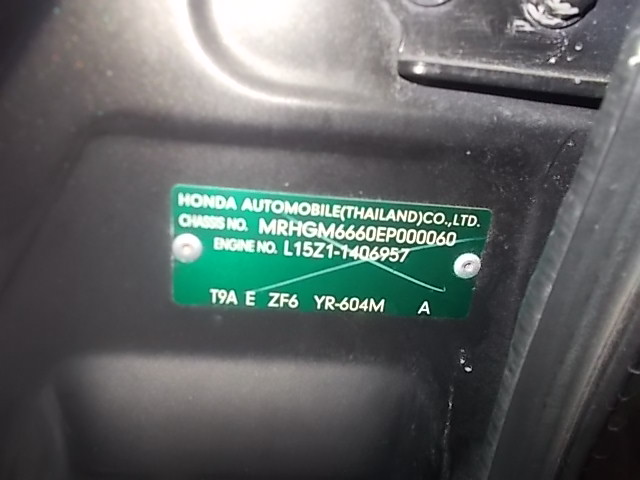 HONDA AUTOMOBILE(THAILAND)CO.,LTD.
CHASSIS NO. MRHGM6660EP000060
ENGINE NO. L15Z1-1406957
T9A E ZF6 YR-604M A